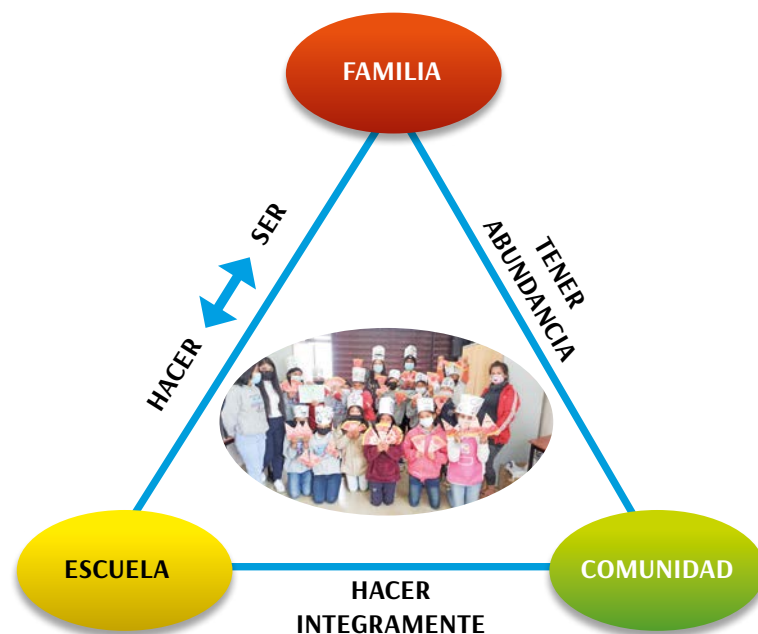 FAMILIA
SER
HACER
TENER
ABUNDANCIA
ESCUELA
COMUNIDAD
HACER
INTEGRAMENTE